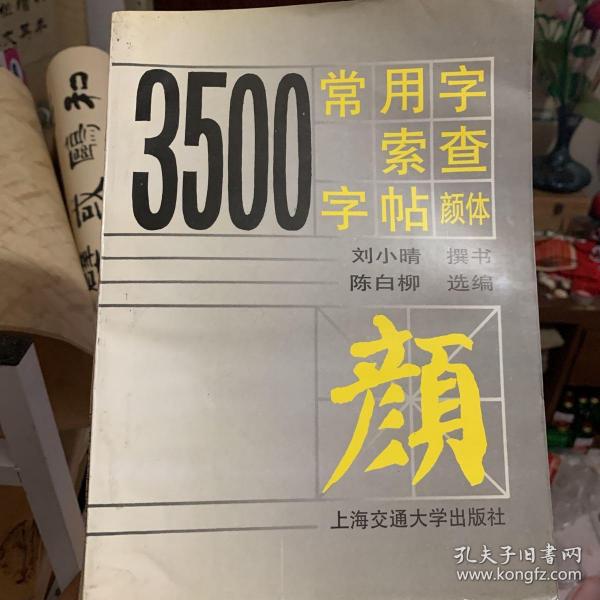 3500
常用字
索查
字帖 颜体
刘小晴 撰书
陈白柳 选编
顔
上海交通大学出版社
孔夫子旧书网
www.kongfz.com